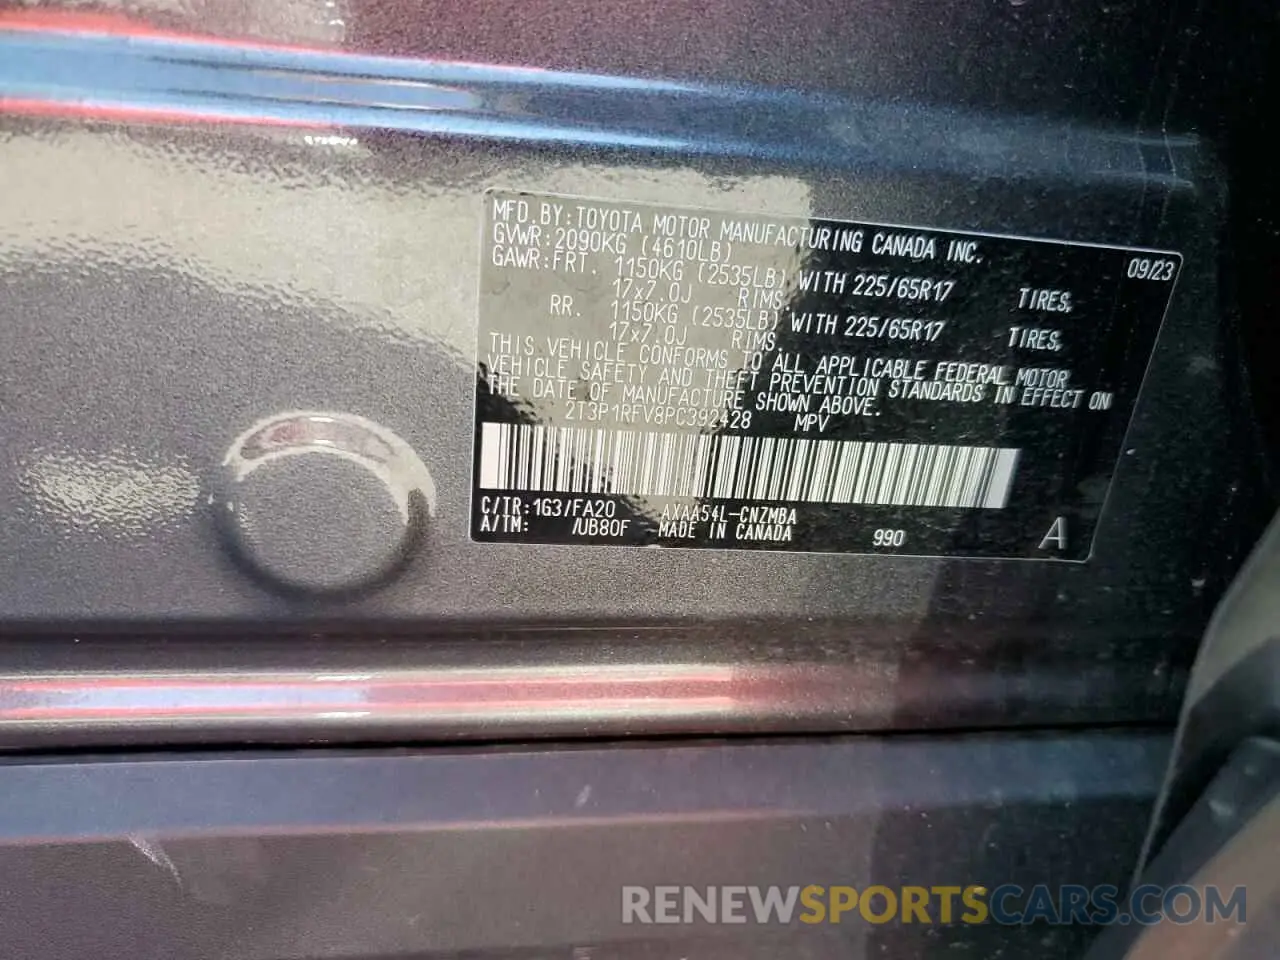 MFD.BY:TOYOTA MOTOR MANUFACTURING CANADA INC.
GVWR:2090KG (4610LB) 09/23
GAWR:FRT. 1150KG (2535LB) WITH 225/65R17 TIRES,
17x7.0J RIMS.
RR. 1150KG (2535LB) WITH 225/65R17 TIRES,
17x7.0J RIMS.
THIS VEHICLE CONFORMS TO ALL APPLICABLE FEDERAL MOTOR
VEHICLE SAFETY AND THEFT PREVENTION STANDARDS IN EFFECT ON
THE DATE OF MANUFACTURE SHOWN ABOVE.
2T3P1RFV8PC392428 MPV
C/TR:1G3/FA20 AXAA54L-CNZMBA
A/TM: /UB80F MADE IN CANADA 990 A
RENEWSPORTSCARS.COM